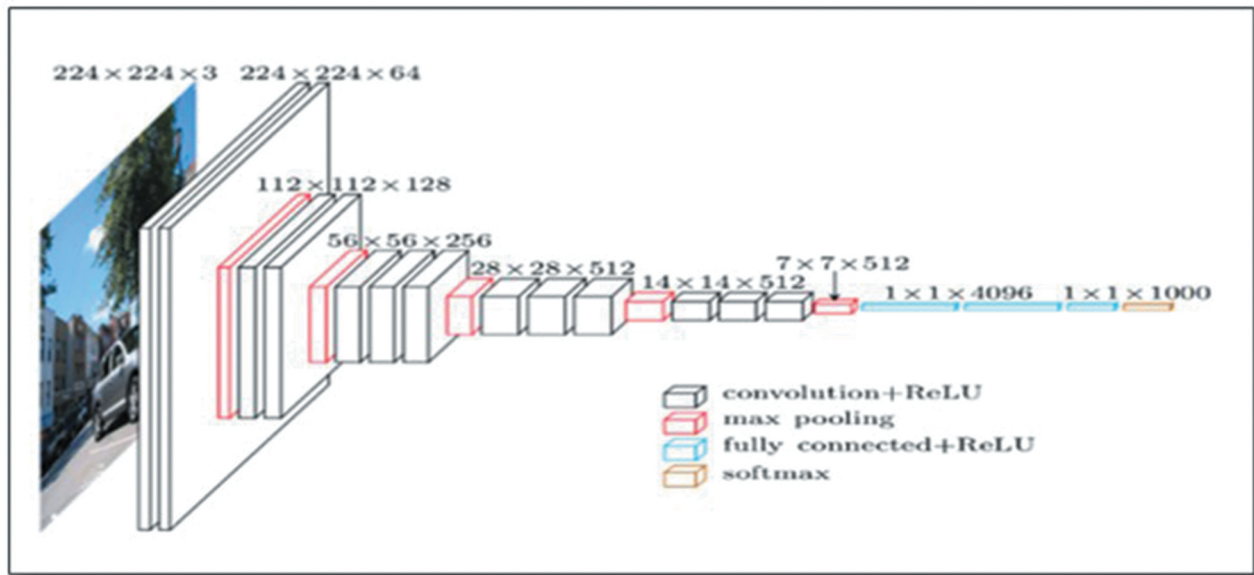 224×224×3
224×224×64
112×112×128
56×56×256
28×28×512
14×14×512
7×7×512
1×1×4096
1×1×1000
convolution+ReLU
max pooling
fully connected+ReLU
softmax